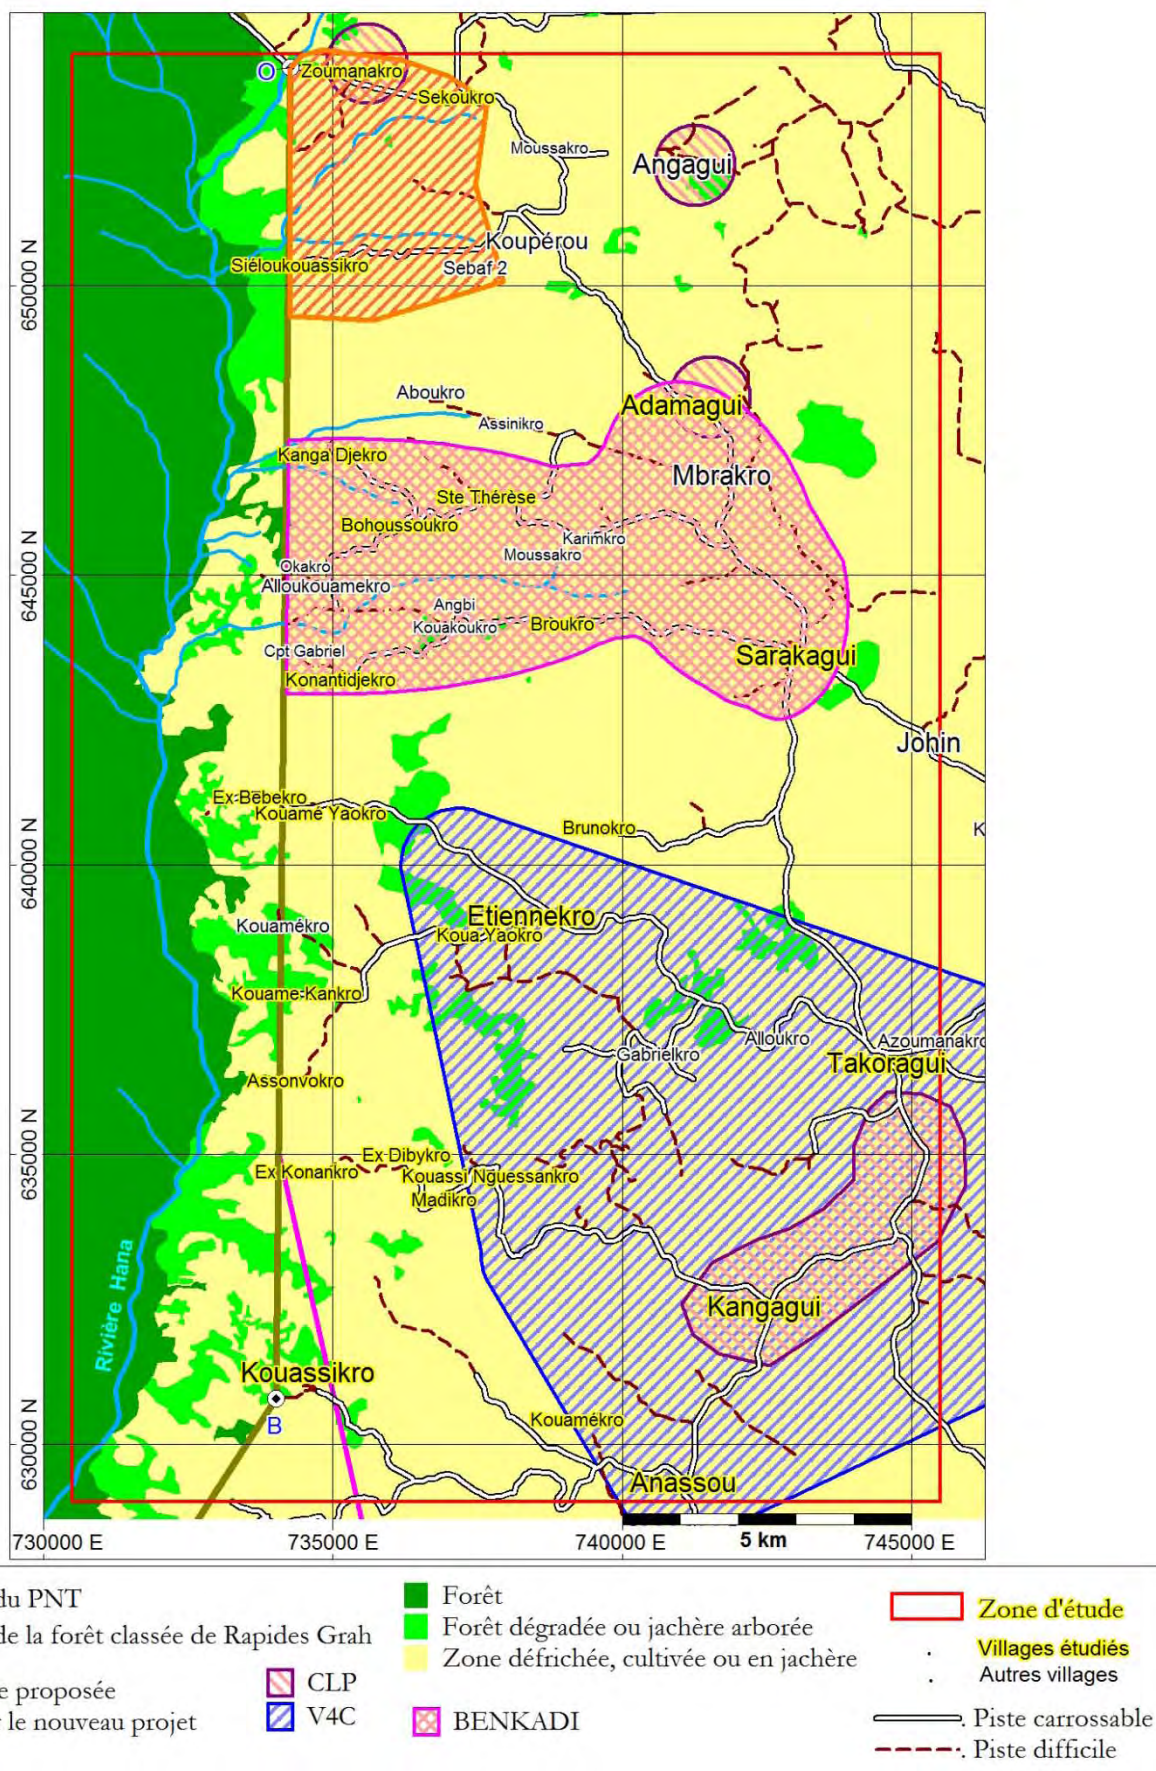 O
Zoumanakro
Sekoukro
Moussakro
Angagui
Koupérou
Siéloukouassikro
Sebaf 2
650000 N
Aboukro
Adamagui
Assinikro
Kanga Djekro
Mbrakro
Ste Thérèse
Bohoussoukro
Karimkro
Moussakro
Okakro
645000 N
Alloukouamekro
Angbi
Kouakoukro
Broukro
Cpt Gabriel
Sarakagui
Konantidjekro
Johin
Ex Bebekro
Kouamé Yaokro
Brunokro
K
640000 N
Etiennekro
Kouamékro
Koua Yaokro
Kouame-Kankro
Alloukro
Azoumanakro
Gabrielkro
Takoragui
Assonvokro
635000 N
Ex Dibykro
Ex Konankro
Kouassi Nguessankro
Madikro
Rivière Hana
Kangagui
Kouassikro
B
Kouamékro
630000 N
Anassou
5 km
730000 E
735000 E
740000 E
745000 E
du PNT
de la forêt classée de Rapides Grah
e proposée
r le nouveau projet
CLP
V4C
Forêt
Forêt dégradée ou jachère arborée
Zone défrichée, cultivée ou en jachère
BENKADI
Zone d'étude
Villages étudiés
Autres villages
Piste carrossable
Piste difficile